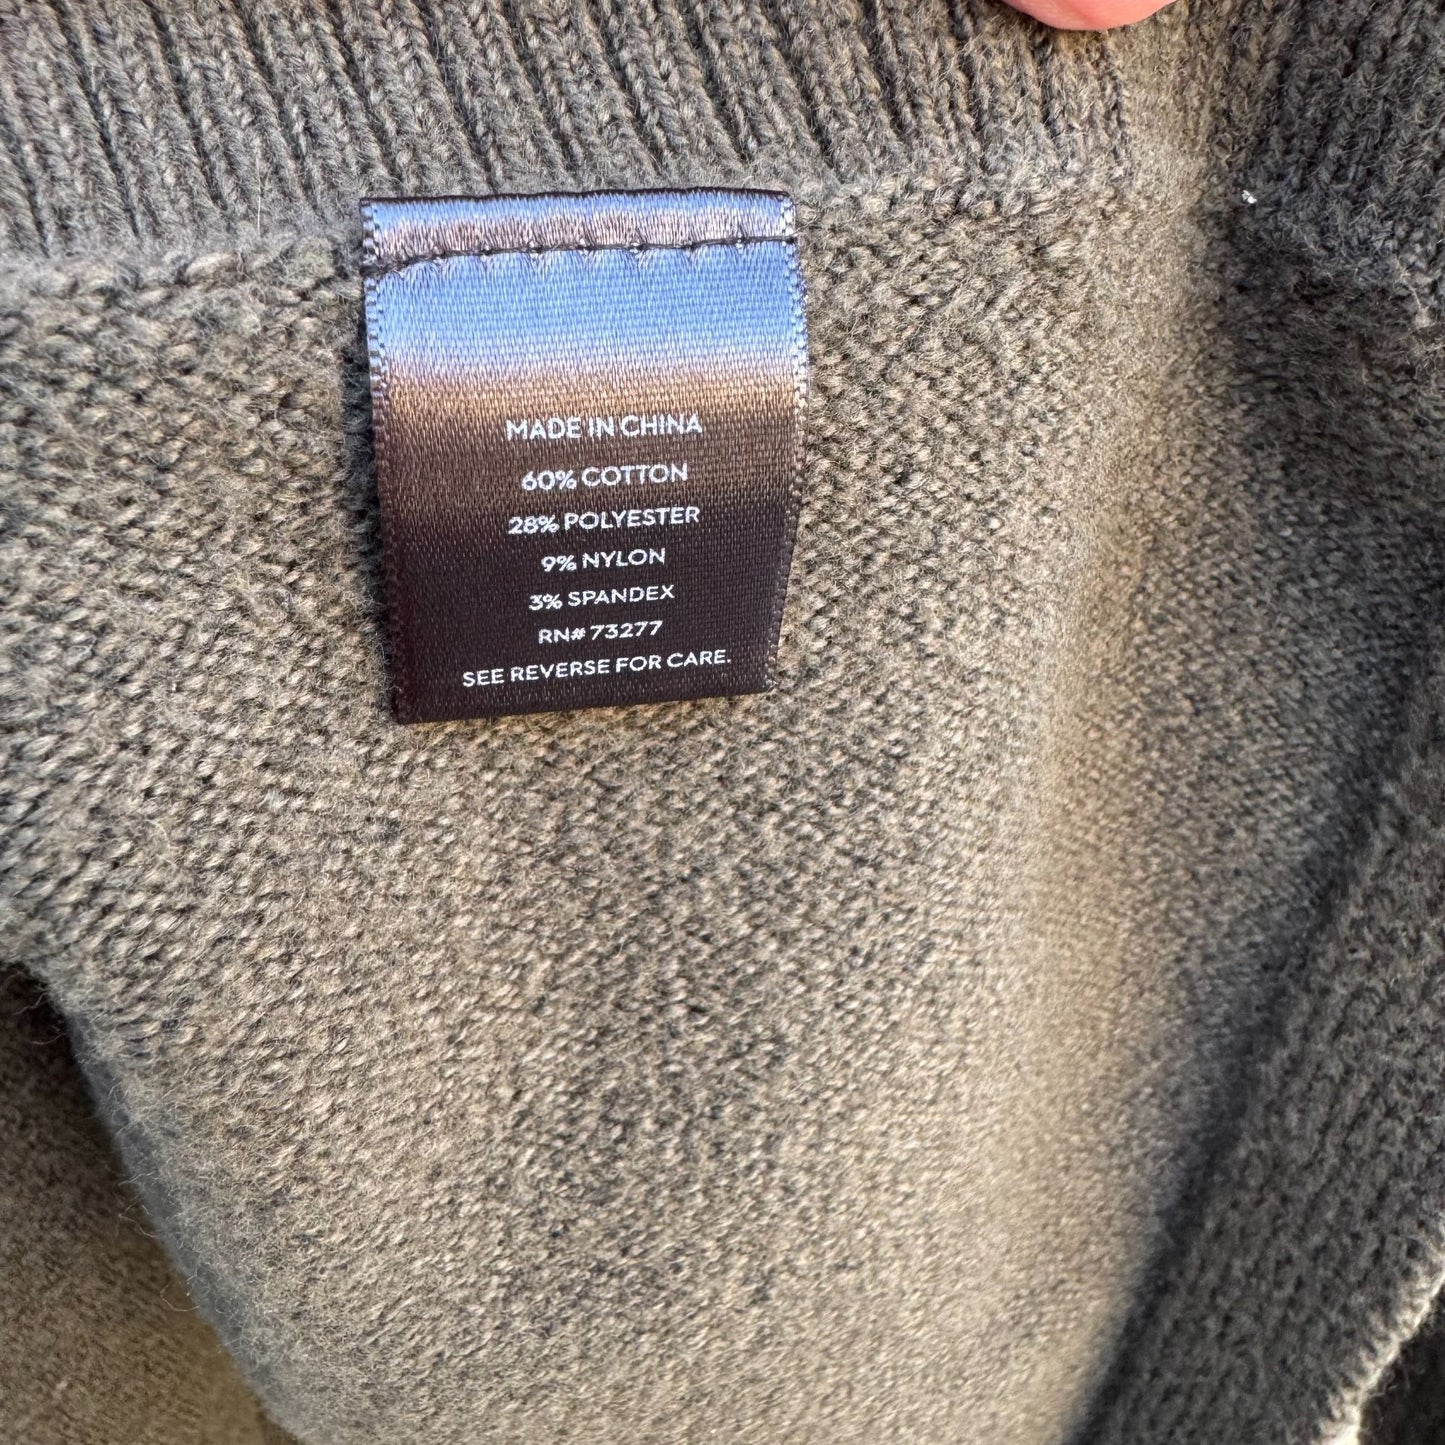 MADE IN CHINA
60% COTTON
28% POLYESTER
9% NYLON
3% SPANDEX
RN# 73277
SEE REVERSE FOR CARE.